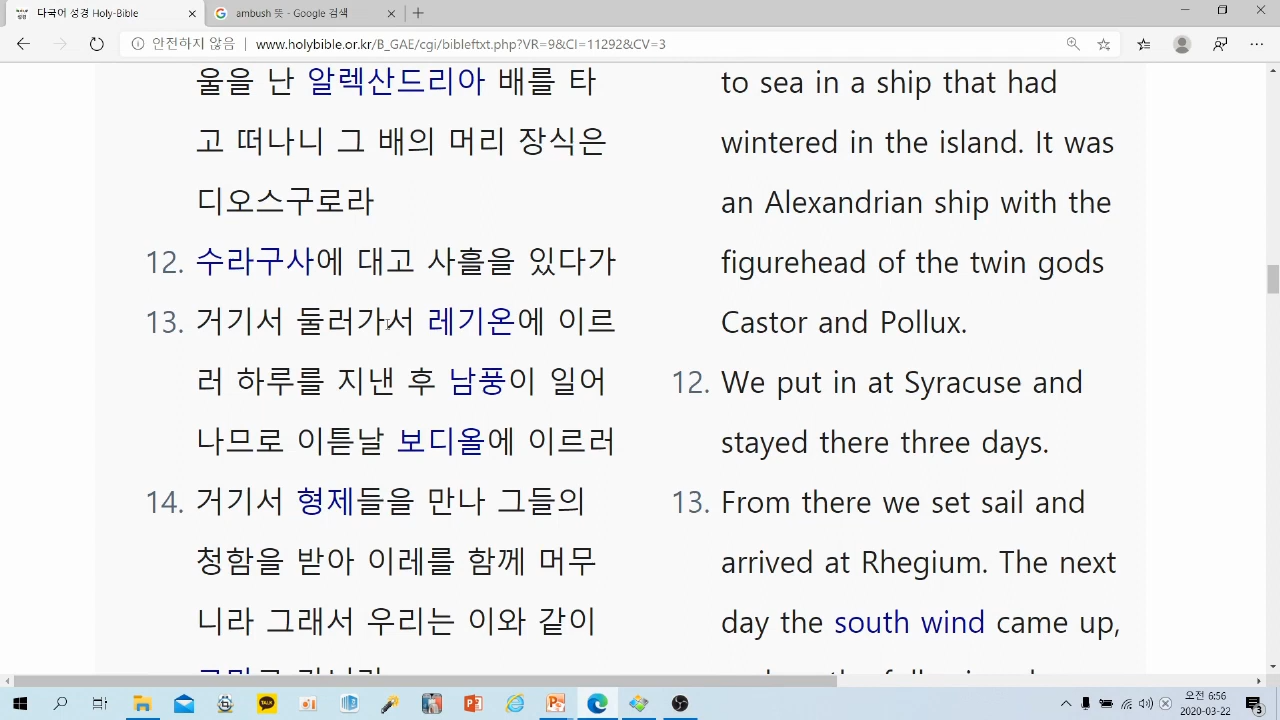 다국어 성경 Holy-Bible
ambush 뜻 - Google 검색
안전하지 않음
www.holybible.or.kr/B_GAE/cgi/bibleftxt.php?VR=9&CI=11292&CV=3
울을 난 알렉산드리아 배를 타
고 떠나니 그 배의 머리 장식은
디오스구로라
12. 수라구사에 대고 사흘을 있다가
13. 거기서 둘러가서 레기온에 이르
러 하루를 지낸 후 남풍이 일어
나므로 이튿날 보디올에 이르러
14. 거기서 형제들을 만나 그들의
청함을 받아 이레를 함께 머무
니라 그래서 우리는 이와 같이
to sea in a ship that had
wintered in the island. It was
an Alexandrian ship with the
figurehead of the twin gods
Castor and Pollux.
12. We put in at Syracuse and
stayed there three days.
13. From there we set sail and
arrived at Rhegium. The next
day the south wind came up,
TALK
오전 6:56
2020-03-22
3